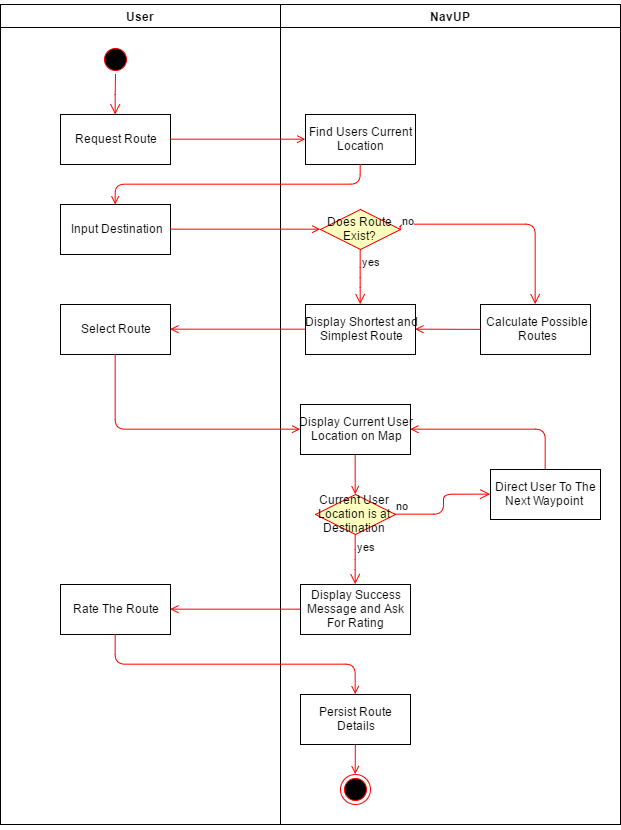 User
NavUP
Request Route
Find Users Current
Location
Input Destination
Does Route
Exist?
no
yes
Select Route
Display Shortest and
Simplest Route
Calculate Possible
Routes
Display Current User
Location on Map
Direct User To The
Next Waypoint
Current User
Location is at
Destination
no
yes
Rate The Route
Display Success
Message and Ask
For Rating
Persist Route
Details